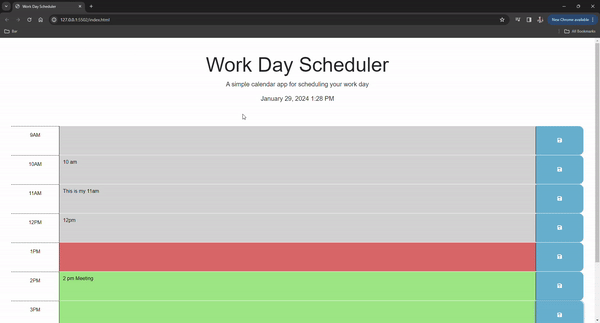 Work Day Scheduler
127.0.0.1:5502/index.html
New Chrome available
Bar
All Bookmarks
Work Day Scheduler
A simple calendar app for scheduling your work day
January 29, 2024 1:28 PM
9AM
10AM 10 am
11AM This is my 11am
12PM 12pm
1PM
2PM 2 pm Meeting
3PM